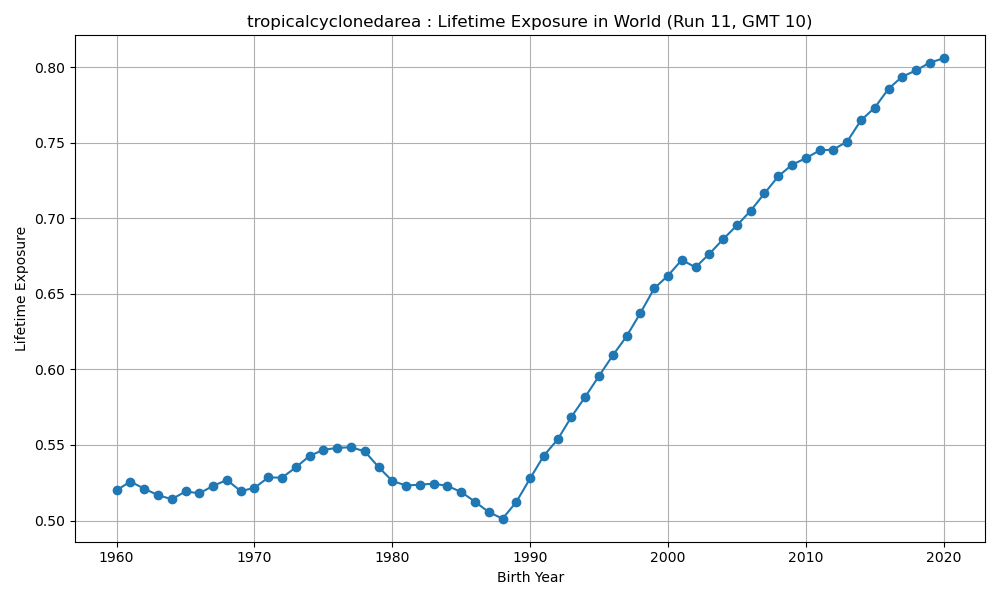 tropicalcyclonedarea : Lifetime Exposure in World (Run 11, GMT 10)
Lifetime Exposure
0.80
0.75
0.70
0.65
0.60
0.55
0.50
1960 1970 1980 1990 2000 2010 2020
Birth Year